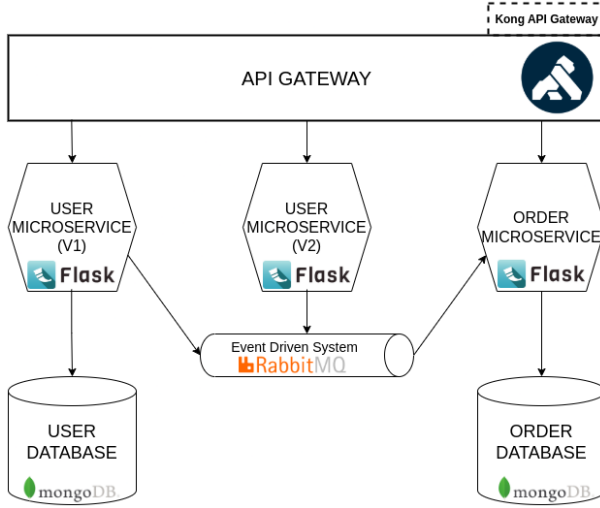 Kong API Gateway
API GATEWAY
USER
MICROSERVICE
(V1)
Flask
USER
MICROSERVICE
(V2)
Flask
ORDER
MICROSERVICE
Flask
Event Driven System
RabbitMQ
USER
DATABASE
mongoDB
ORDER
DATABASE
mongoDB